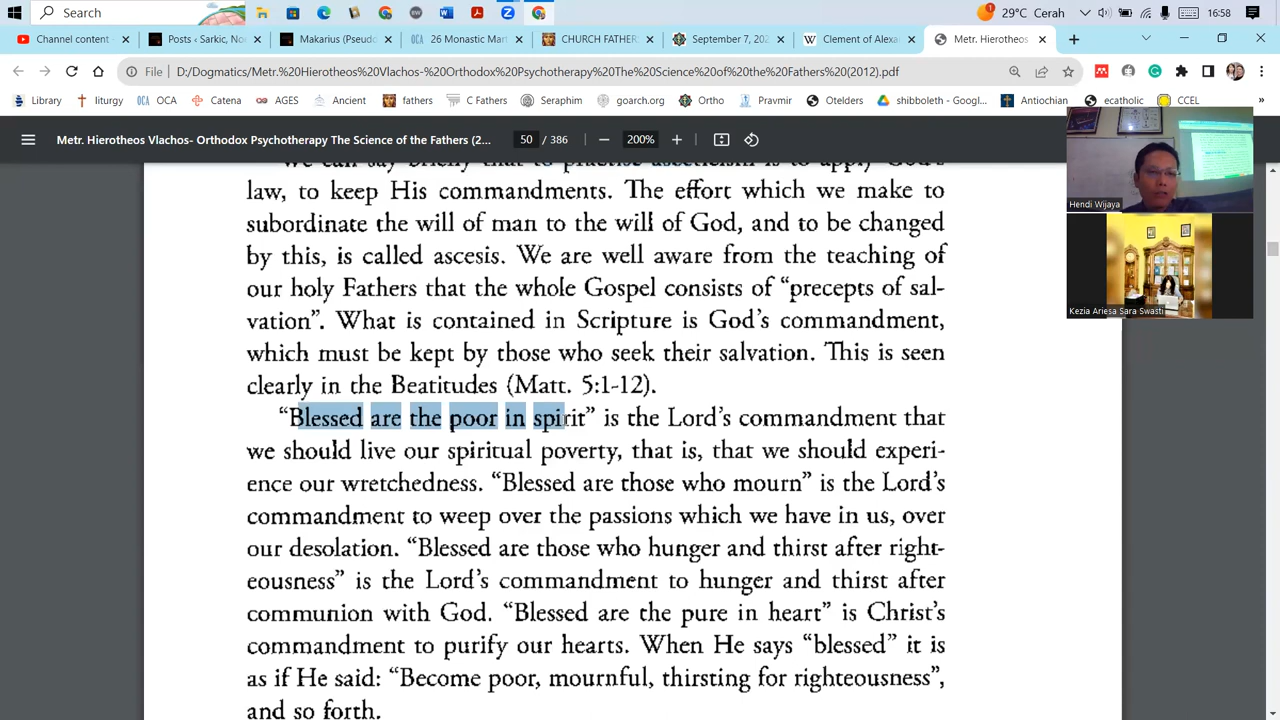 Search
29°C Cerah
16:58
Channel content -
Posts ‹ Sarkic, No
Makarius (Pseudo
26 Monastic Mar
CHURCH FATHER
September 7, 202
Clement of Alexa
Metr. Hierotheos
File
D:/Dogmatics/Metr.%20Hierotheos%20Vlachos-%20Orthodox%20Psychotherapy%20The%20Science%20of%20the%20Fathers%20(2012).pdf
Library
liturgy
OCA
Catena
AGES
Ancient
fathers
C Fathers
Seraphim
goarch.org
Ortho
Pravmir
Otelders
shibboleth - Googl...
Antiochian
ecatholic
CCEL
Metr. Hierotheos Vlachos- Orthodox Psychotherapy The Science of the Fathers (2...
50 / 386
200%
law, to keep His commandments. The effort which we make to
subordinate the will of man to the will of God, and to be changed
by this, is called ascesis. We are well aware from the teaching of
our holy Fathers that the whole Gospel consists of “precepts of sal-
vation”. What is contained in Scripture is God’s commandment,
which must be kept by those who seek their salvation. This is seen
clearly in the Beatitudes (Matt. 5:1-12).
“Blessed are the poor in spirit” is the Lord’s commandment that
we should live our spiritual poverty, that is, that we should experi-
ence our wretchedness. “Blessed are those who mourn” is the Lord’s
commandment to weep over the passions which we have in us, over
our desolation. “Blessed are those who hunger and thirst after right-
eousness” is the Lord’s commandment to hunger and thirst after
communion with God. “Blessed are the pure in heart” is Christ’s
commandment to purify our hearts. When He says “blessed” it is
as if He said: “Become poor, mournful, thirsting for righteousness”,
and so forth.
Hendi Wijaya
Kezia Ariesa Sara Swasti